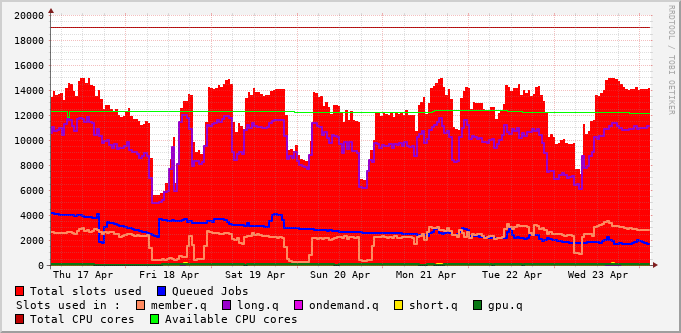 RRDTOOL / TOBI OETIKER
20000
18000
16000
14000
12000
10000
8000
6000
4000
2000
0
Thu 17 Apr Fri 18 Apr Sat 19 Apr Sun 20 Apr Mon 21 Apr Tue 22 Apr Wed 23 Apr
Total slots used Queued Jobs
Slots used in : member.q long.q ondemand.q short.q gpu.q
Total CPU cores Available CPU cores